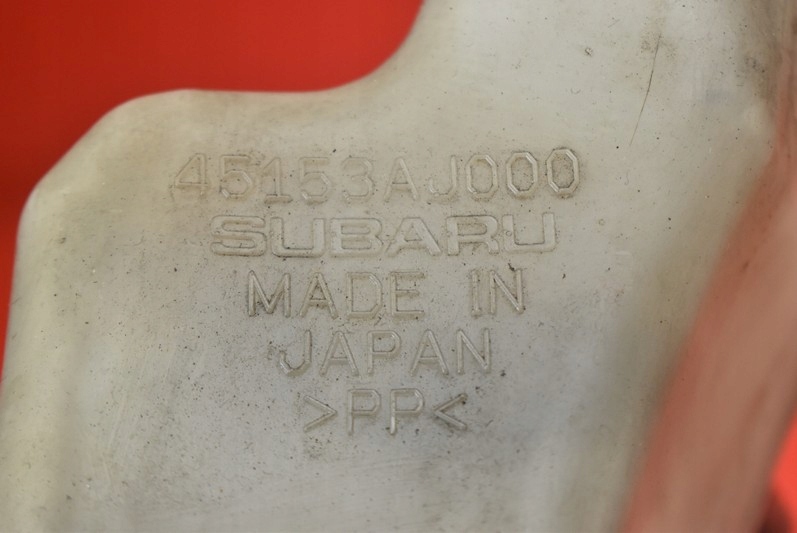 45153AJ000
SUBARU
MADE IN
JAPAN
>PP<